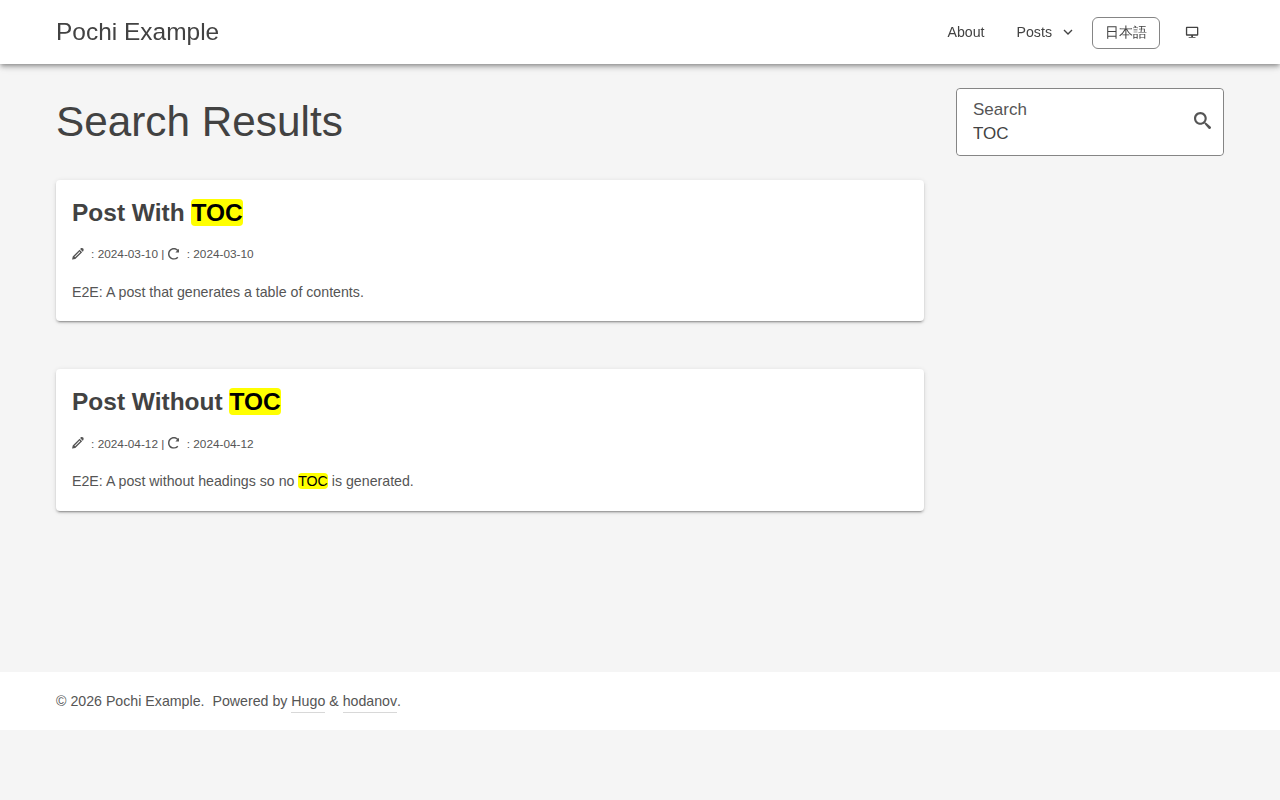 Pochi Example
About
Posts
日本語
Search Results
Search
TOC
Post With TOC
: 2024-03-10 | : 2024-03-10
E2E: A post that generates a table of contents.
Post Without TOC
: 2024-04-12 | : 2024-04-12
E2E: A post without headings so no TOC is generated.
© 2026 Pochi Example. Powered by Hugo & hodanov.